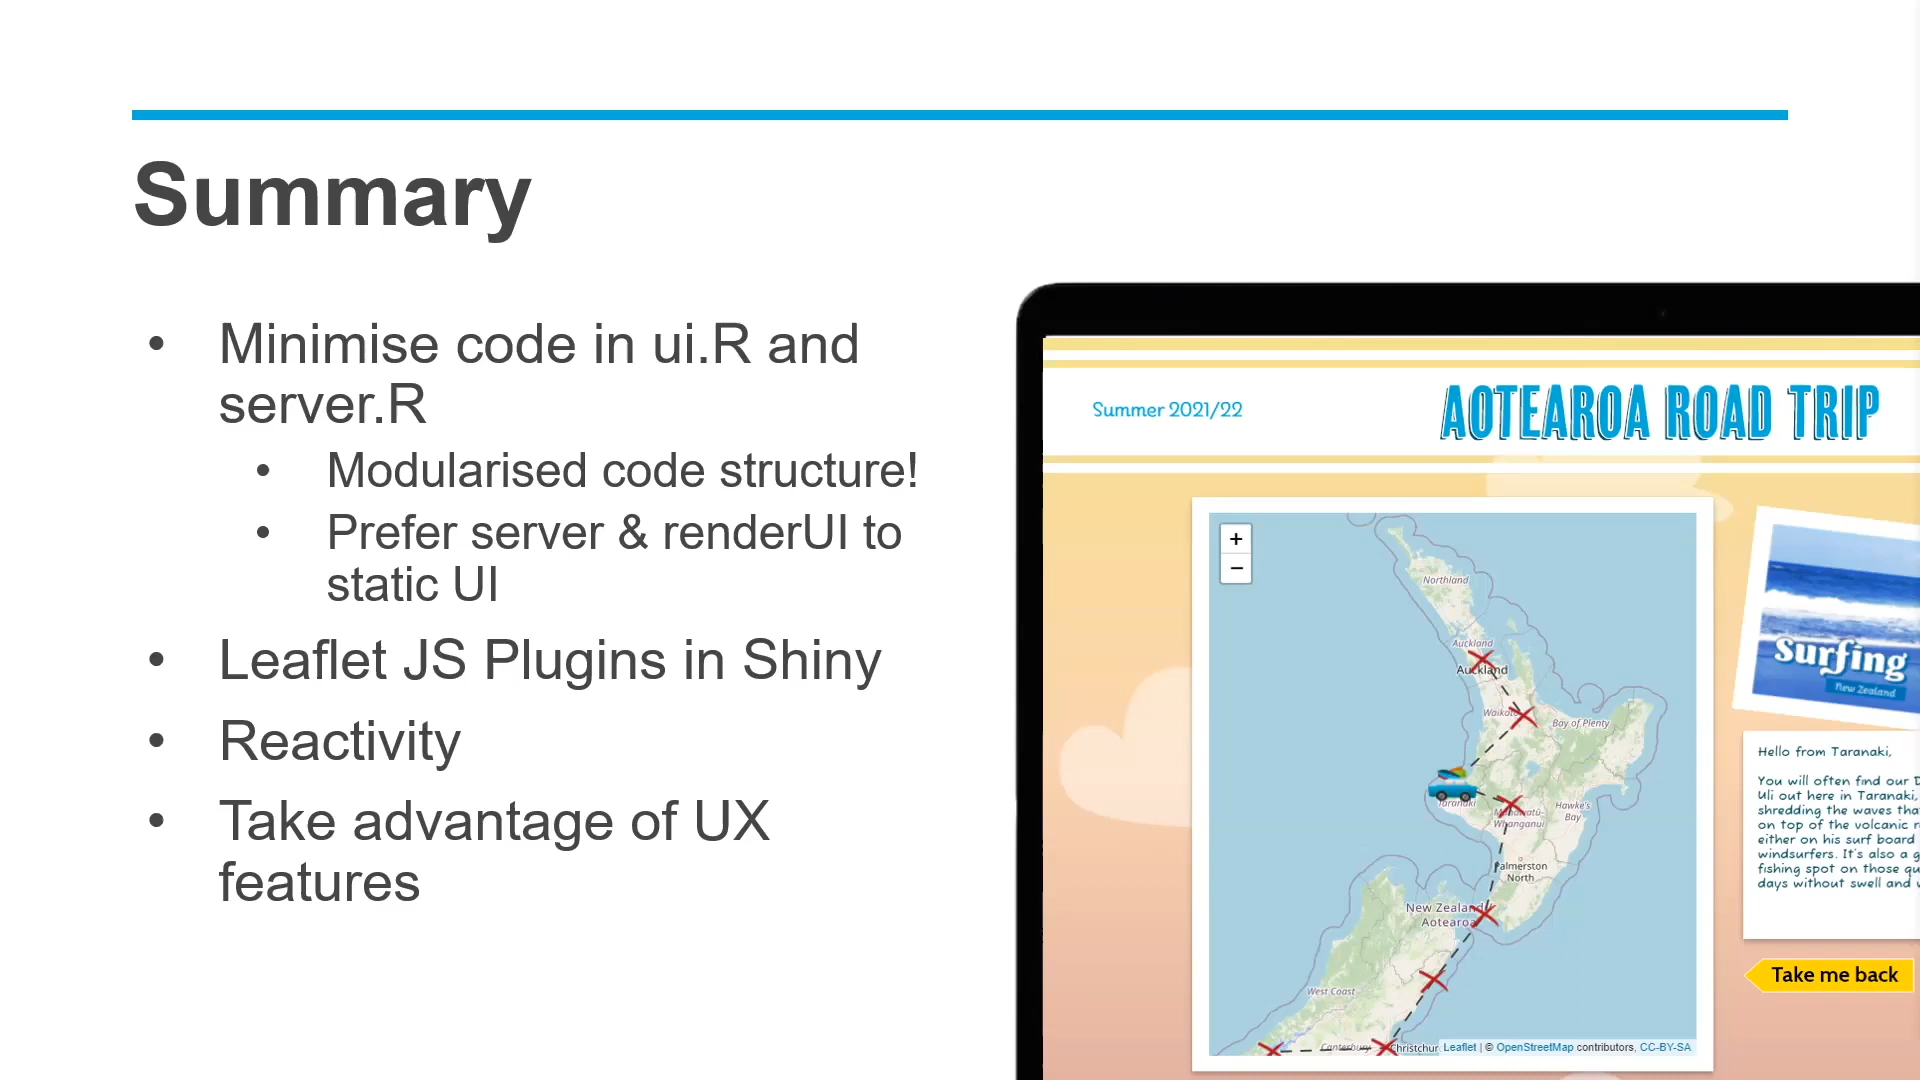 Summary
• Minimise code in ui.R and
server.R
• Modularised code structure!
• Prefer server & renderUI to
static UI
• Leaflet JS Plugins in Shiny
• Reactivity
• Take advantage of UX
features
Summer 2021/22
AOTEAROA ROAD TRIP
+
−
Northland
Auckland
Auckland
Waikato
Bay of Plenty
Taranaki
Hawke's
Bay
Manawatū-
Whanganui
Palmerston
North
New Zealand/
Aotearoa
West Coast
Canterbury
Christchur
Leaflet | © OpenStreetMap contributors, CC-BY-SA
Surfing
New Zealand
Hello from Taranaki,
You will often find our D
Uli out here in Taranaki,
shredding the waves tha
on top of the volcanic r
either on his surf board
windsurfers. It's also a g
fishing spot on those qu
days without swell and
Take me back